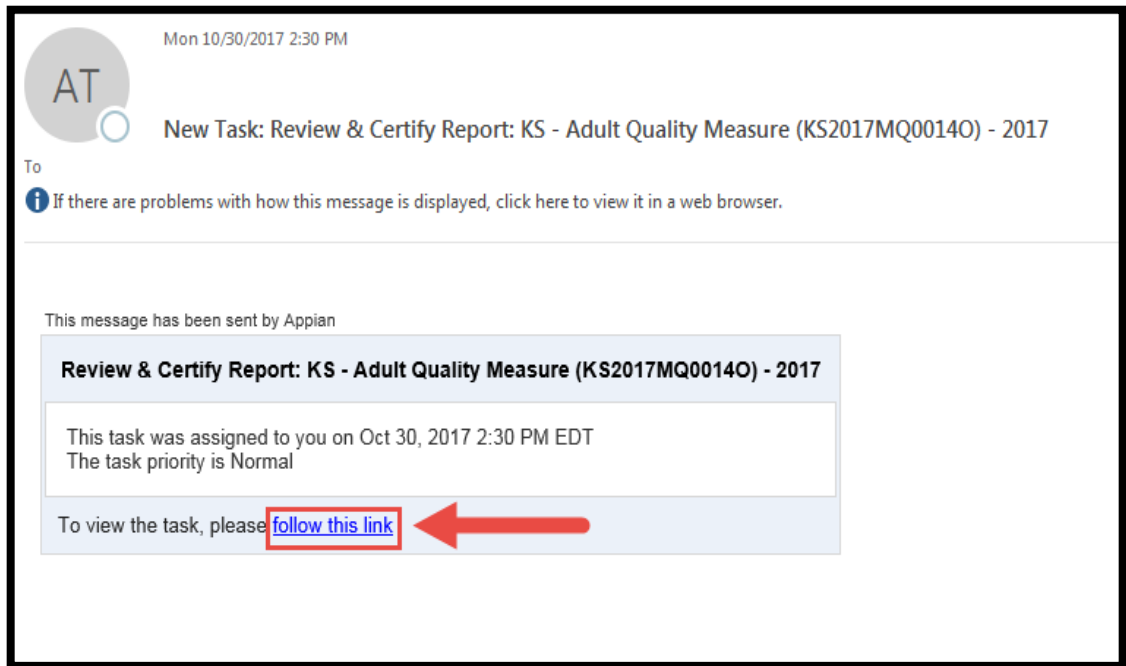 Mon 10/30/2017 2:30 PM
AT
New Task: Review & Certify Report: KS - Adult Quality Measure (KS2017MQ0014O) - 2017
To
If there are problems with how this message is displayed, click here to view it in a web browser.
This message has been sent by Appian
Review & Certify Report: KS - Adult Quality Measure (KS2017MQ0014O) - 2017
This task was assigned to you on Oct 30, 2017 2:30 PM EDT
The task priority is Normal
To view the task, please follow this link